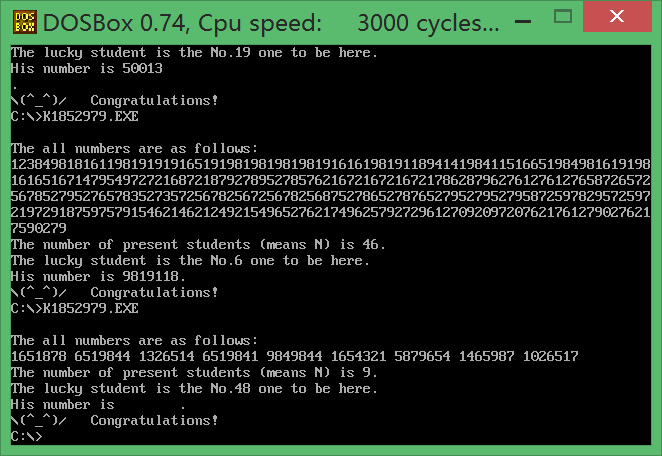 DOSBox 0.74, Cpu speed: 3000 cycles...
The lucky student is the No.19 one to be here.
His number is 50013
.
\(^_^)/ Congratulations!
C:\>K1852979.EXE
The all numbers are as follows:
12384981816119819191916519198198198198191616198191189414198411516651984981619198
16165167147954972721687218792789527857621672167216721786287962761276127658726572
56785279527657835273572567825672567825687527865278765279527952795872597829572597
21972918759757915462146212492154965276217496257927296127092097207621761279027621
7590279
The number of present students (means N) is 46.
The lucky student is the No.6 one to be here.
His number is 9819118.
\(^_^)/ Congratulations!
C:\>K1852979.EXE
The all numbers are as follows:
1651878 6519844 1326514 6519841 9849844 1654321 5879654 1465987 1026517
The number of present students (means N) is 9.
The lucky student is the No.48 one to be here.
His number is .
\(^_^)/ Congratulations!
C:\>